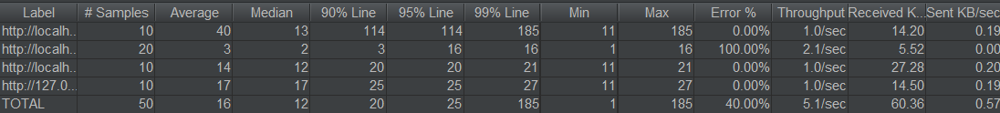 Label # Samples Average Median 90% Line 95% Line 99% Line Min Max Error % Throughput Received K... Sent KB/sec
http://localh... 10 40 13 114 114 185 11 185 0.00% 1.0/sec 14.20 0.19
http://localh... 20 3 2 3 16 16 1 16 100.00% 2.1/sec 5.52 0.00
http://localh... 10 14 12 20 20 21 11 21 0.00% 1.0/sec 27.28 0.20
http://127.0... 10 17 17 25 25 27 11 27 0.00% 1.0/sec 14.50 0.19
TOTAL 50 16 12 20 25 185 1 185 40.00% 5.1/sec 60.36 0.57